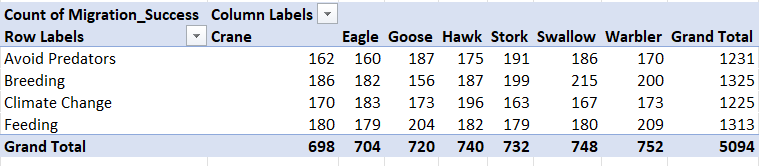 Count of Migration_Success Column Labels
Row Labels Crane Eagle Goose Hawk Stork Swallow Warbler Grand Total
Avoid Predators 162 160 187 175 191 186 170 1231
Breeding 186 182 156 187 199 215 200 1325
Climate Change 170 183 173 196 163 167 173 1225
Feeding 180 179 204 182 179 180 209 1313
Grand Total 698 704 720 740 732 748 752 5094